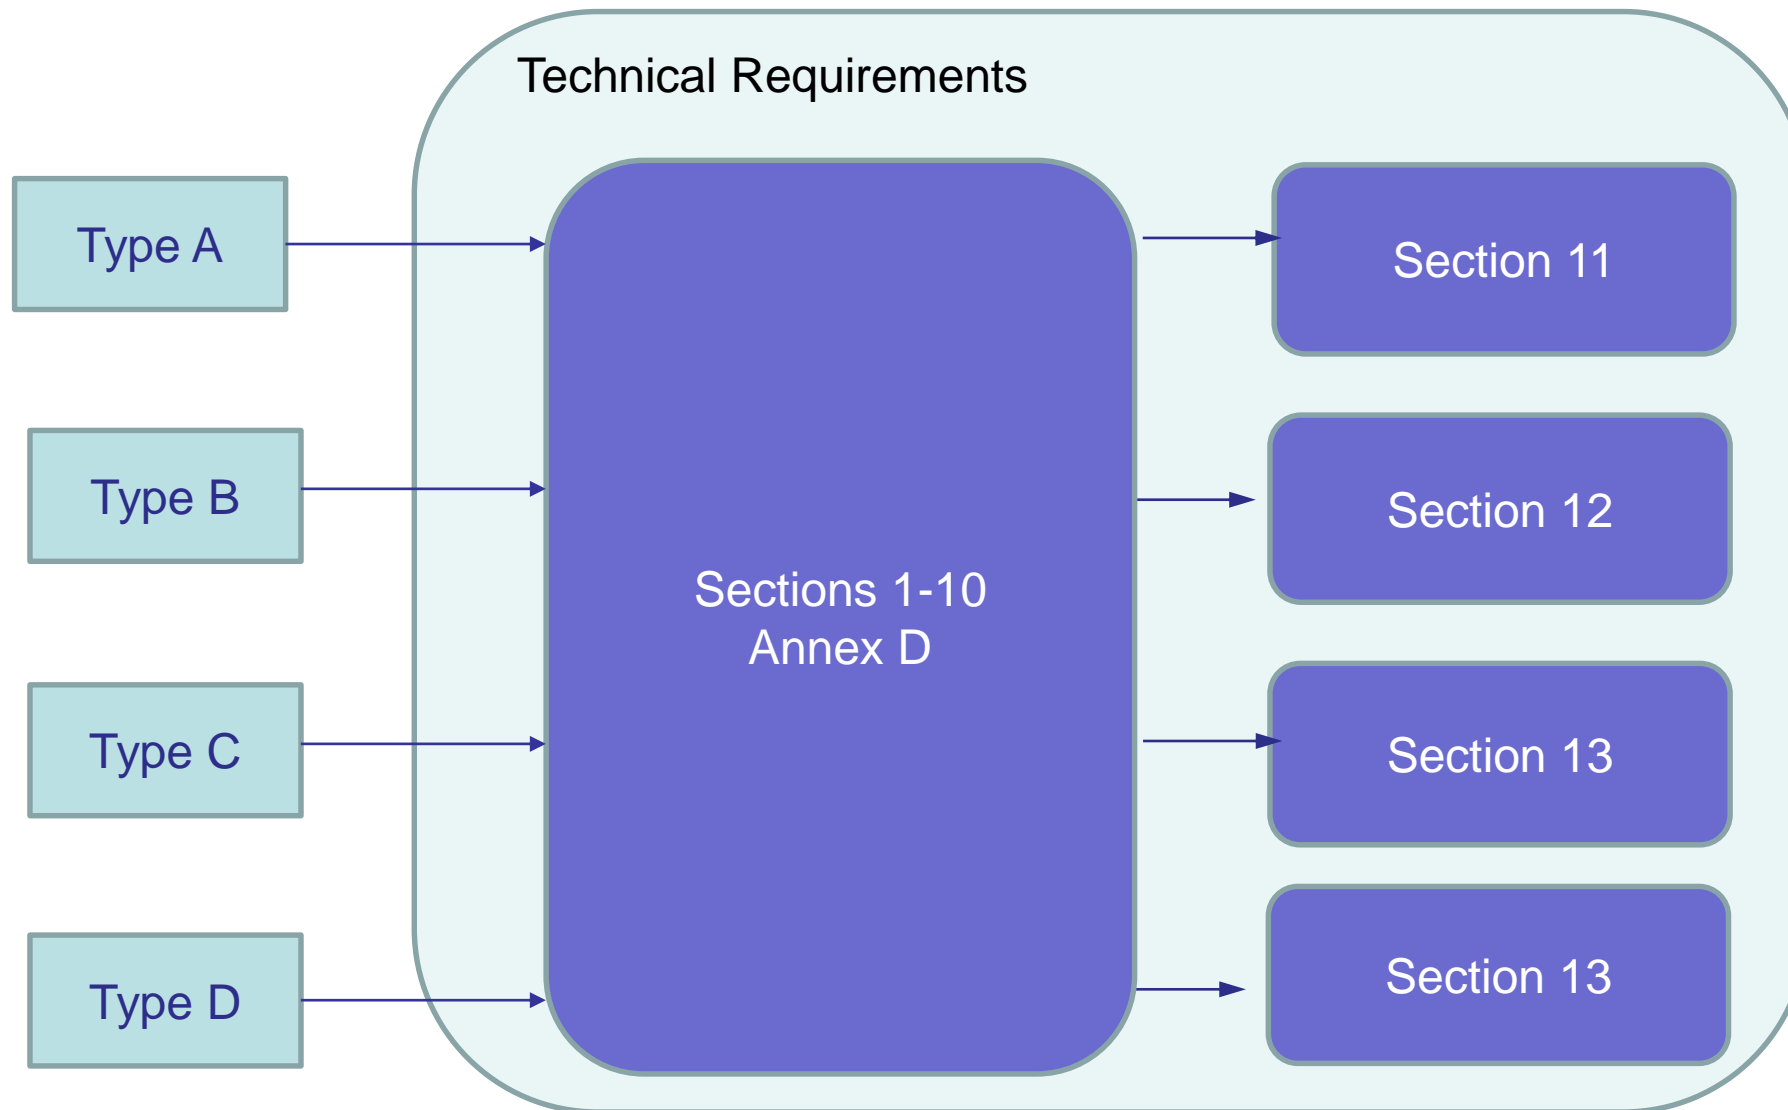 Technical Requirements
Type A
Type B
Type C
Type D
Sections 1-10
Annex D
Section 11
Section 12
Section 13
Section 13